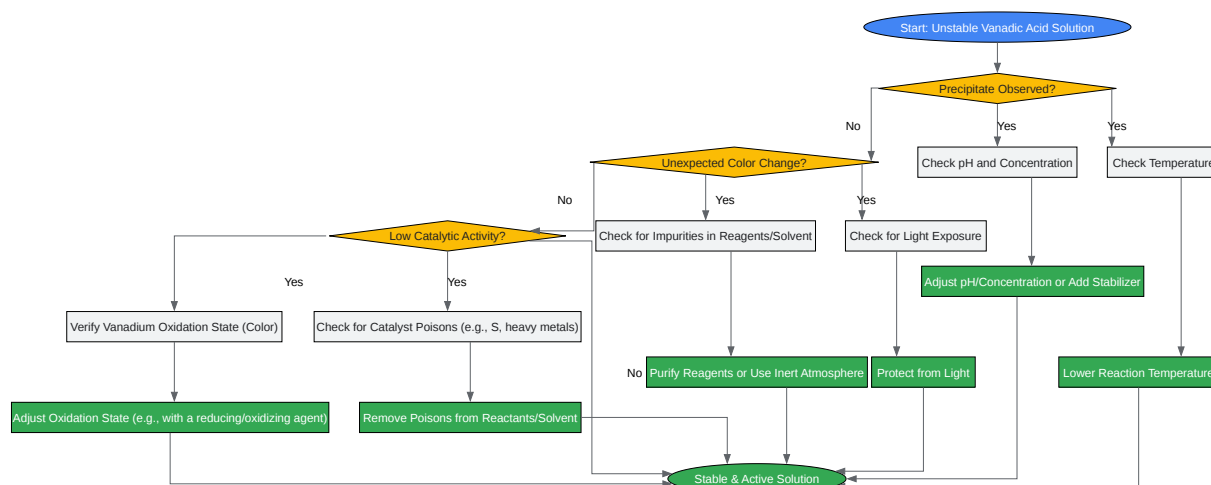 Start: Unstable Vanadic Acid Solution
Precipitate Observed?
No
Yes
Yes
Unexpected Color Change?
Check pH and Concentration
Check Temperature
No
Yes
Yes
Low Catalytic Activity?
Check for Impurities in Reagents/Solvent
Check for Light Exposure
Adjust pH/Concentration or Add Stabilizer
Yes
Yes
Verify Vanadium Oxidation State (Color)
Check for Catalyst Poisons (e.g., S, heavy metals)
No
Purify Reagents or Use Inert Atmosphere
Protect from Light
Lower Reaction Temperature
Adjust Oxidation State (e.g., with a reducing/oxidizing agent)
Remove Poisons from Reactants/Solvent
Stable & Active Solution